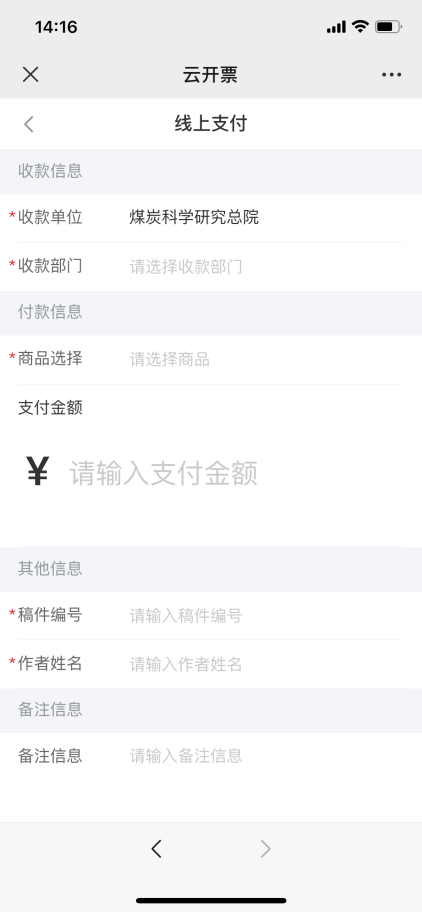 14:16
云开票
线上支付
收款信息
*收款单位 煤炭科学研究总院
*收款部门 请选择收款部门
付款信息
*商品选择 请选择商品
支付金额
¥ 请输入支付金额
其他信息
*稿件编号 请输入稿件编号
*作者姓名 请输入作者姓名
备注信息
备注信息 请输入备注信息